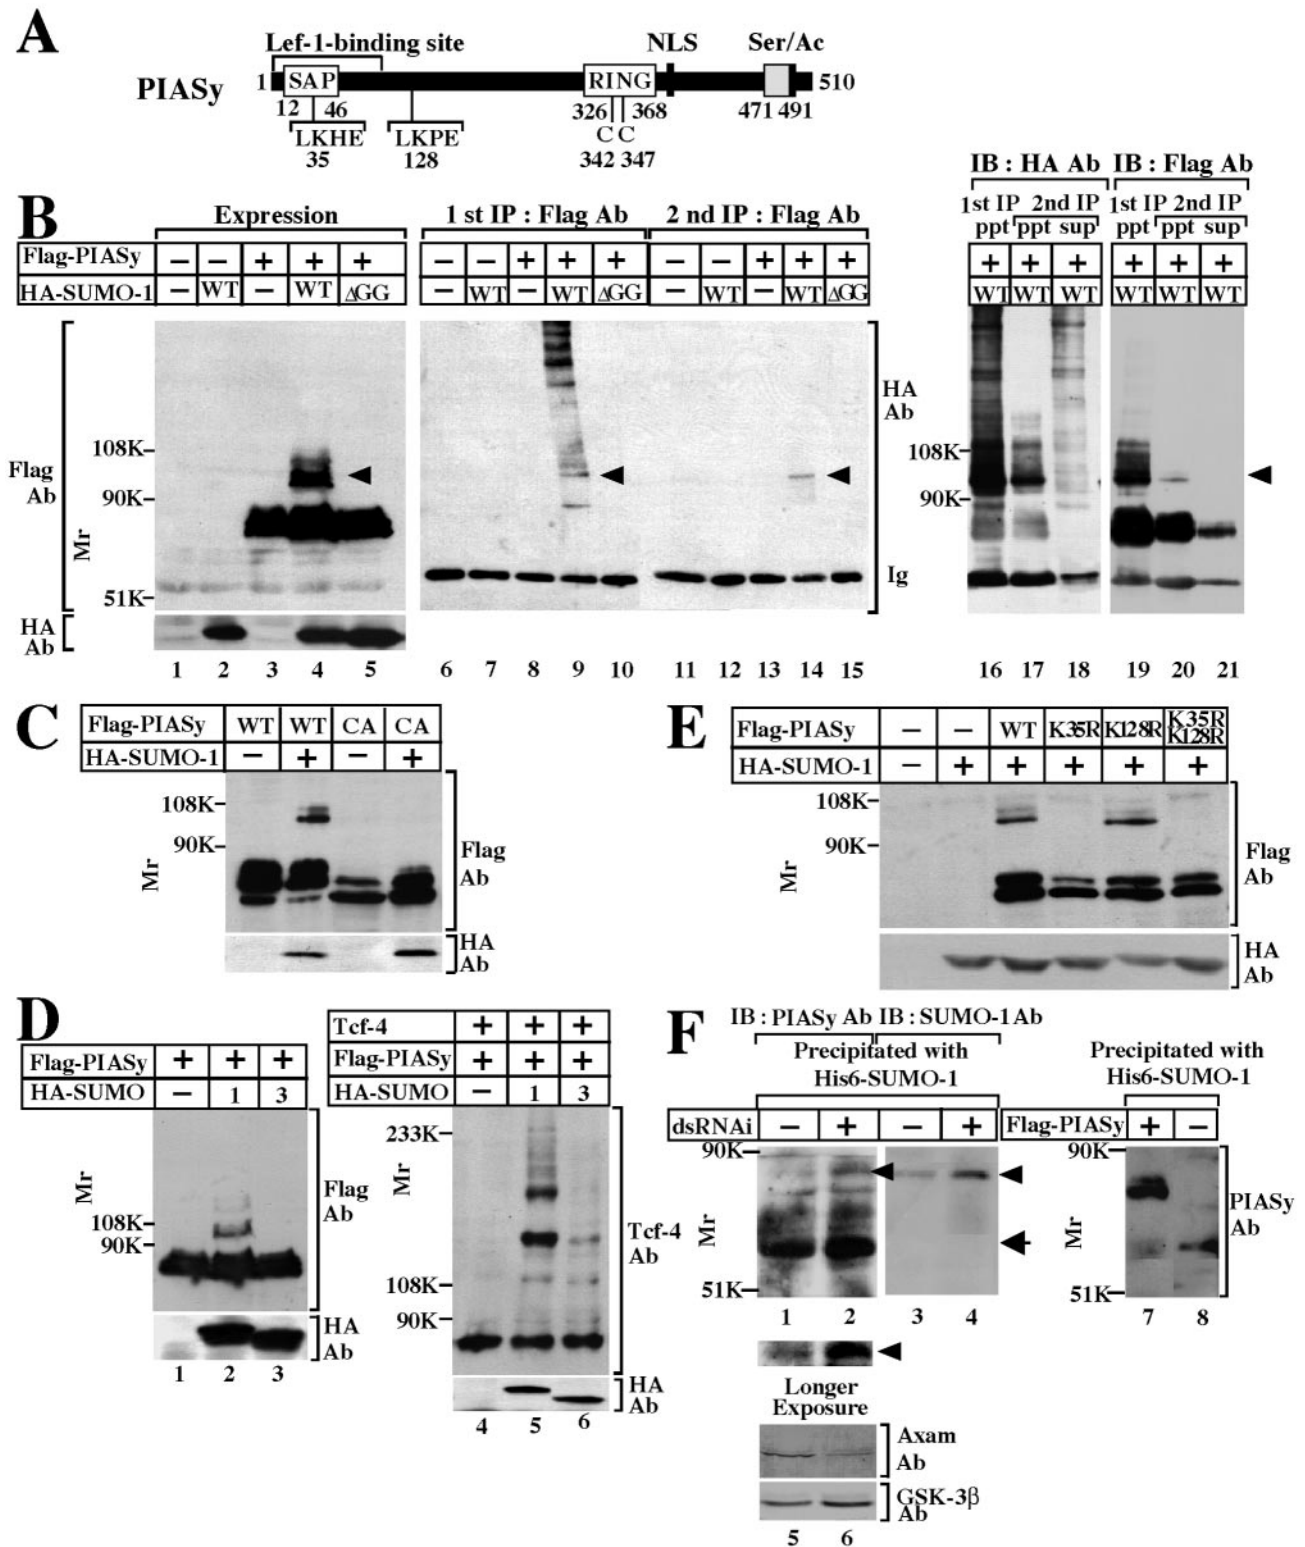 A
Lef-1-binding site
NLS
Ser/Ac
PIASy
1
SAP
RING
510
12
46
326
368
471
491
LKHE
LKPE
C C
35
128
342
347
B
Expression
1 st IP : Flag Ab
2 nd IP : Flag Ab
IB : HA Ab
IB : Flag Ab
1st IP
2nd IP
1st IP
2nd IP
ppt
ppt
sup
ppt
ppt
sup
Flag-PIASy
−
−
+
+
+
−
−
+
+
+
−
−
+
+
+
+
+
+
+
+
+
HA-SUMO-1
−
WT
−
WT
ΔGG
−
WT
−
WT
ΔGG
−
WT
−
WT
ΔGG
WT
WT
WT
WT
WT
WT
Flag
Ab
Mr
108K
90K
51K
HA
Ab
HA
Ab
Ig
108K
90K
1 2 3 4 5 6 7 8 9 10 11 12 13 14 15 16 17 18 19 20 21
C
Flag-PIASy
WT
WT
CA
CA
HA-SUMO-1
−
+
−
+
108K
90K
Mr
Flag
Ab
HA
Ab
E
Flag-PIASy
−
−
WT
K35R
K128R
K35R
K128R
HA-SUMO-1
−
+
+
+
+
+
108K
90K
Mr
Flag
Ab
HA
Ab
D
Flag-PIASy
+
+
+
HA-SUMO
−
1
3
Mr
108K
90K
Flag
Ab
HA
Ab
1 2 3
Tcf-4
+
+
+
Flag-PIASy
+
+
+
HA-SUMO
−
1
3
233K
Mr
108K
90K
Tcf-4
Ab
HA
Ab
4 5 6
F
IB : PIASy Ab
IB : SUMO-1 Ab
Precipitated with
His6-SUMO-1
Precipitated with
His6-SUMO-1
dsRNAi
−
+
−
+
Flag-PIASy
+
−
90K
Mr
51K
1 2 3 4
90K
Mr
51K
PIASy
Ab
7 8
Longer
Exposure
Axam
Ab
GSK-3β
Ab
5 6